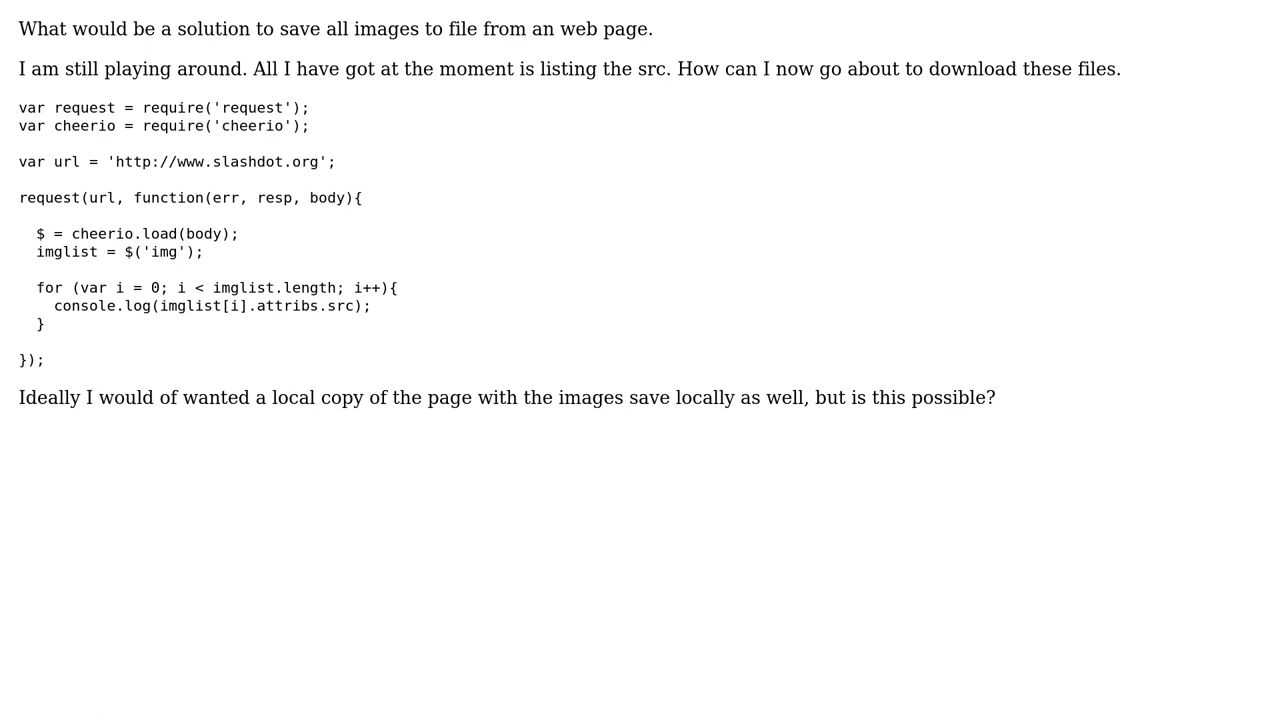 What would be a solution to save all images to file from an web page.
I am still playing around. All I have got at the moment is listing the src. How can I now go about to download these files.
var request = require('request');
var cheerio = require('cheerio');
var url = 'http://www.slashdot.org';
request(url, function(err, resp, body){
  $ = cheerio.load(body);
  imglist = $('img');
  for (var i = 0; i < imglist.length; i++){
    console.log(imglist[i].attribs.src);
  }
});
Ideally I would of wanted a local copy of the page with the images save locally as well, but is this possible?